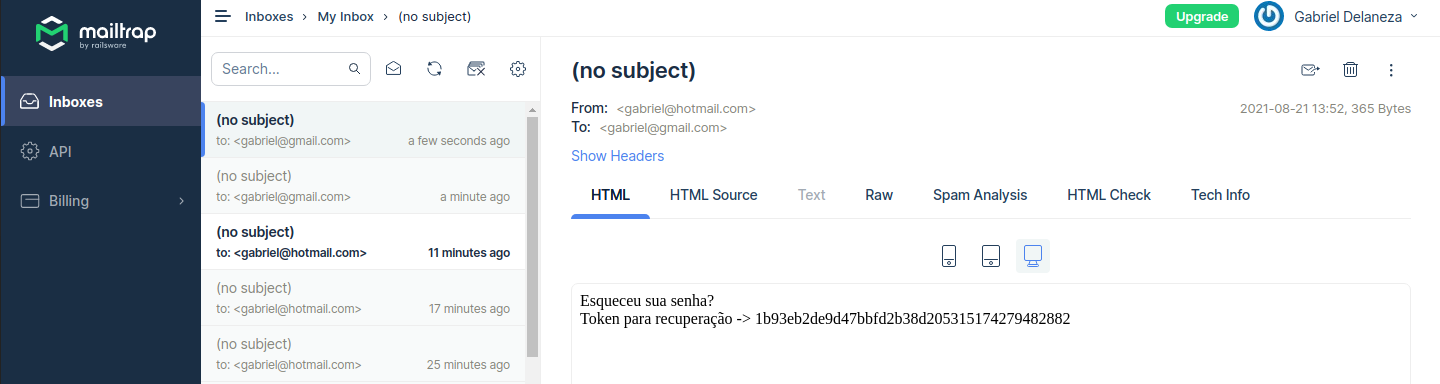 mailtrap
by railsware
Inboxes
API
Billing
Inboxes > My Inbox > (no subject)
Upgrade
Gabriel Delaneza
Search...
(no subject)
to: <gabriel@gmail.com> a few seconds ago
(no subject)
to: <gabriel@gmail.com> a minute ago
(no subject)
to: <gabriel@hotmail.com> 11 minutes ago
(no subject)
to: <gabriel@hotmail.com> 17 minutes ago
(no subject)
to: <gabriel@hotmail.com> 25 minutes ago
(no subject)
From: <gabriel@hotmail.com> 2021-08-21 13:52, 365 Bytes
To: <gabriel@gmail.com>
Show Headers
HTML HTML Source Text Raw Spam Analysis HTML Check Tech Info
Esqueceu sua senha?
Token para recuperação -> 1b93eb2de9d47bbfd2b38d205315174279482882